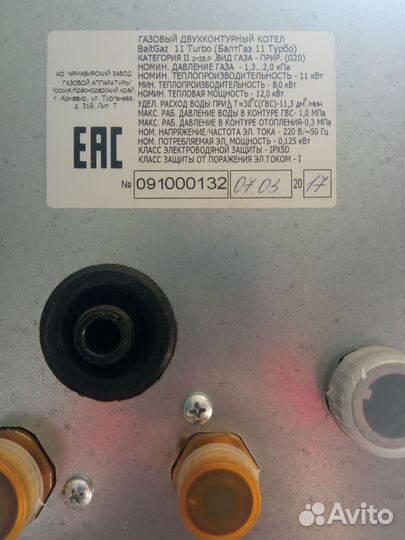 ГАЗОВЫЙ ДВУХКОНТУРНЫЙ КОТЕЛ
BaltGaz 11 Turbo (БалтГаз 11 Турбо)
КАТЕГОРИЯ II 2H3B/P ,ВИД ГАЗА - ПРИР. (G20)
НОМИН. ДАВЛЕНИЕ ГАЗА - 1,3...2,0 кПа
НОМИН. ТЕПЛОПРОИЗВОДИТЕЛЬНОСТЬ - 11 кВт
МИН. ТЕПЛОПРОИЗВОДИТЕЛЬНОСТЬ - 8,0 кВт
НОМИН. ТЕПЛОВАЯ МОЩНОСТЬ - 12,0 кВт
УДЕЛ. РАСХОД ВОДЫ ПРИ △ T=30°C(ГВС)-11,3 дм³/мин
МАКС. РАБ. ДАВЛЕНИЕ ВОДЫ В КОНТУРЕ ГВС- 1,0 МПа
МАКС. РАБ. ДАВЛЕНИЕ ВОДЫ В КОНТУРЕ ОТОПЛЕНИЯ-0,3 МПа
НОМ. НАПРЯЖЕНИЕ/ЧАСТОТА ЭЛ. ТОКА - 220 В/~50 Гц
НОМ. ПОТРЕБЛЯЕМАЯ ЭЛ. МОЩНОСТЬ - 0,125 кВт
КЛАСС ЭЛЕКТРОВОДЯНОЙ ЗАЩИТЫ - IPX5D
КЛАСС ЗАЩИТЫ ОТ ПОРАЖЕНИЯ ЭЛ.ТОКОМ - I
АО "АРМАВИРСКИЙ ЗАВОД
ГАЗОВОЙ АППАРАТУРЫ"
Россия,Краснодарский край,
г. Армавир, ул. Тургенева,
д. 319, Лит. Т
EAC
№ 091000132 07.03 20 17
Avito